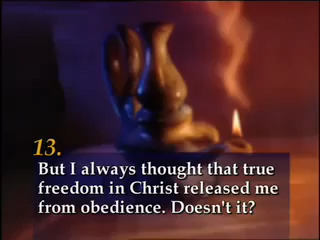 13.
But I always thought that true
freedom in Christ released me
from obedience. Doesn't it?